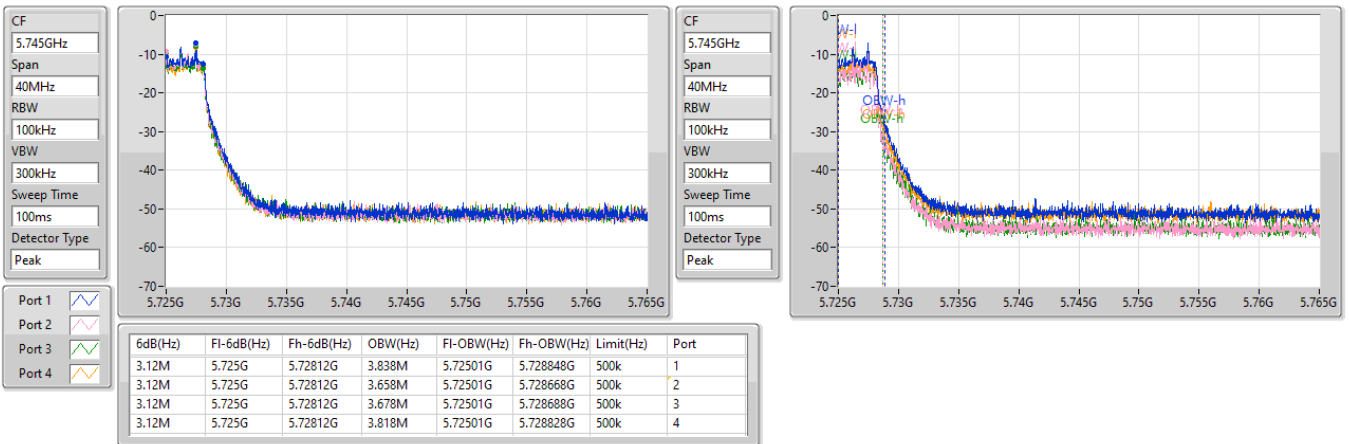 CF
5.745GHz
Span
40MHz
RBW
100kHz
VBW
300kHz
Sweep Time
100ms
Detector Type
Peak
0-
-10-
-20-
-30-
-40-
-50-
-60-
-70-
5.725G 5.73G 5.735G 5.74G 5.745G 5.75G 5.755G 5.76G 5.765G
CF
5.745GHz
Span
40MHz
RBW
100kHz
VBW
300kHz
Sweep Time
100ms
Detector Type
Peak
0-
-10-
-20-
-30-
-40-
-50-
-60-
-70-
OBW-h
OBW-h
5.725G 5.73G 5.735G 5.74G 5.745G 5.75G 5.755G 5.76G 5.765G
Port 1
Port 2
Port 3
Port 4
6dB(Hz) Fl-6dB(Hz) Fh-6dB(Hz) OBW(Hz) Fl-OBW(Hz) Fh-OBW(Hz) Limit(Hz) Port
3.12M 5.725G 5.72812G 3.838M 5.72501G 5.728848G 500k 1
3.12M 5.725G 5.72812G 3.658M 5.72501G 5.728668G 500k 2
3.12M 5.725G 5.72812G 3.678M 5.72501G 5.728688G 500k 3
3.12M 5.725G 5.72812G 3.818M 5.72501G 5.728828G 500k 4